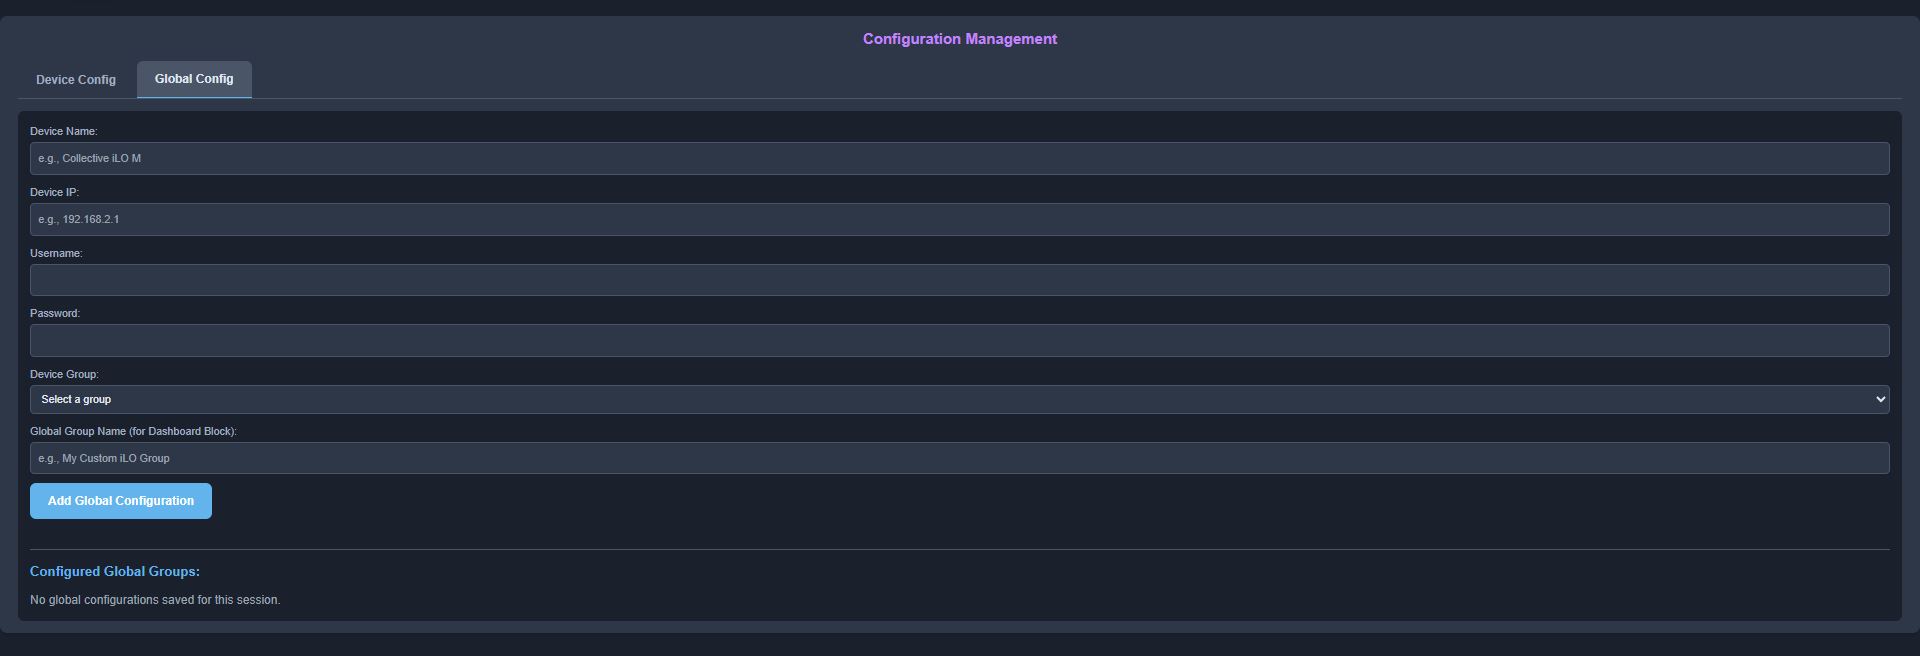 Configuration Management
Device Config
Global Config
Device Name:
e.g., Collective iLO M
Device IP:
e.g., 192.168.2.1
Username:
Password:
Device Group:
Select a group
Global Group Name (for Dashboard Block):
e.g., My Custom iLO Group
Add Global Configuration
Configured Global Groups:
No global configurations saved for this session.